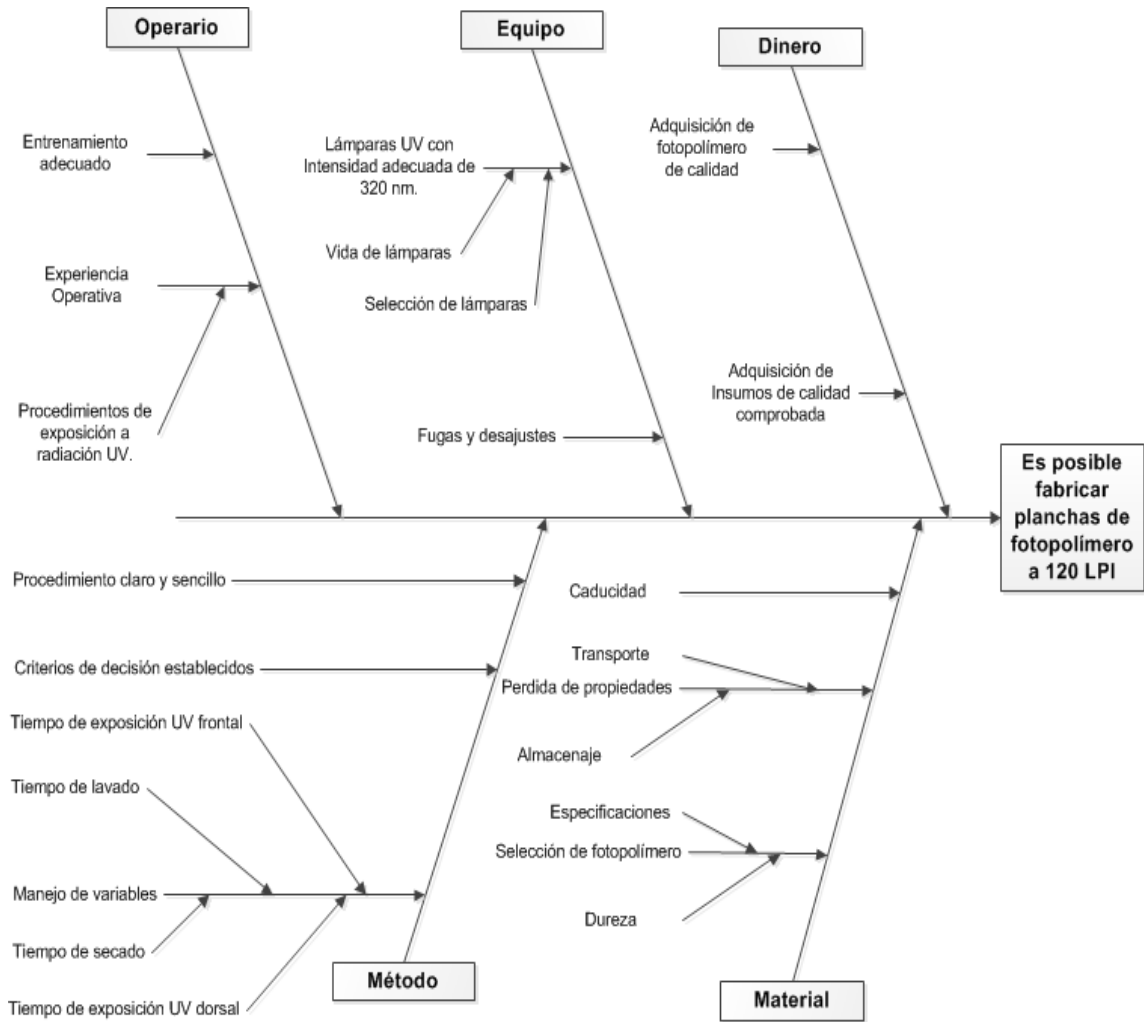 Operario
Equipo
Dinero
Entrenamiento
adecuado
Experiencia
Operativa
Procedimientos de
exposición a
radiación UV.
Lámparas UV con
Intensidad adecuada de
320 nm.
Vida de lámparas
Selección de lámparas
Fugas y desajustes
Adquisición de
fotopolímero
de calidad
Adquisición de
Insumos de calidad
comprobada
Es posible
fabricar
planchas de
fotopolímero
a 120 LPI
Procedimiento claro y sencillo
Criterios de decisión establecidos
Tiempo de exposición UV frontal
Tiempo de lavado
Manejo de variables
Tiempo de secado
Tiempo de exposición UV dorsal
Método
Caducidad
Transporte
Perdida de propiedades
Almacenaje
Especificaciones
Selección de fotopolímero
Dureza
Material